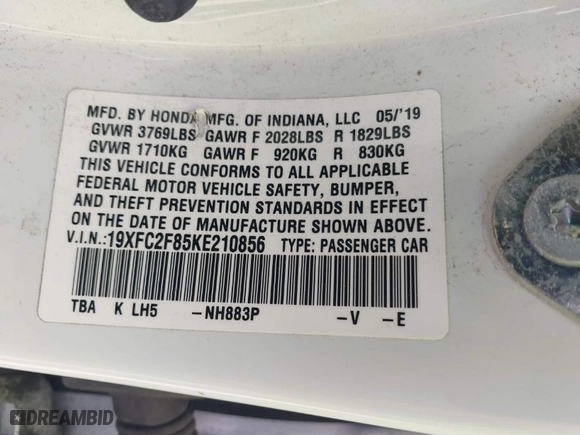 MFD. BY HONDA MFG. OF INDIANA, LLC 05/'19
GVWR 3769LBS GAWR F 2028LBS R 1829LBS
GVWR 1710KG GAWR F 920KG R 830KG
THIS VEHICLE CONFORMS TO ALL APPLICABLE
FEDERAL MOTOR VEHICLE SAFETY, BUMPER,
AND THEFT PREVENTION STANDARDS IN EFFECT
ON THE DATE OF MANUFACTURE SHOWN ABOVE.
V.I.N.:19XFC2F85KE210856 TYPE: PASSENGER CAR
TBA K LH5 -NH883P -V -E
DREAMBID